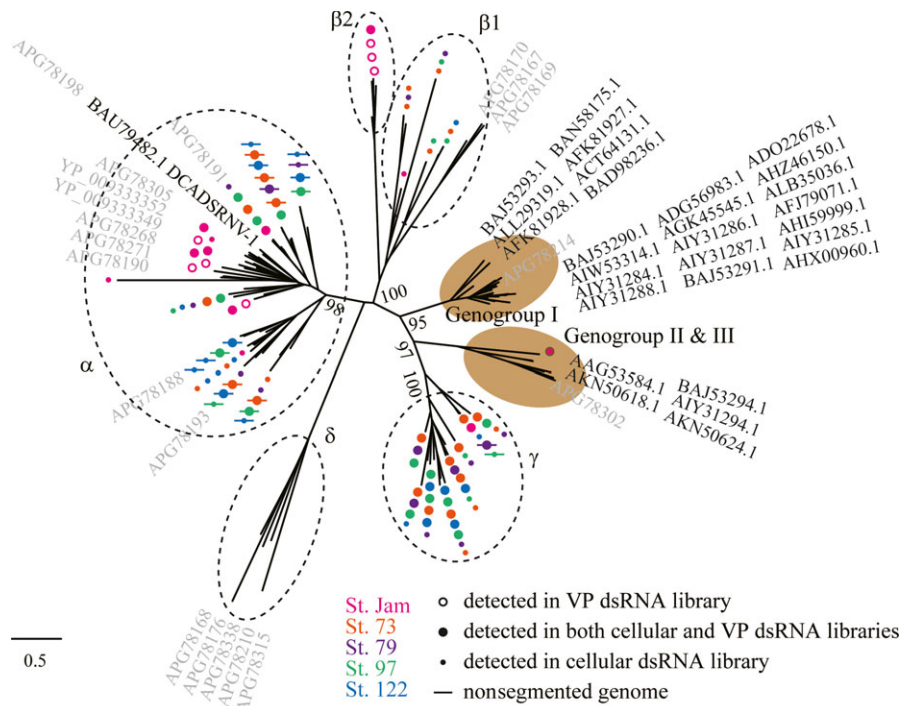 β2
β1
APG78170
APG78167
APG78169
APG78198
BAU79482.1 DCADSRNV-1
APG78191
APG78305
YP_009333352
YP_009333349
APG78268
APG78271
APG78190
BAJ53293.1 BAN58175.1
ALL29319.1 AFK81927.1
AFK81928.1 ACT64131.1
BAD98236.1
APG78214
BAJ53290.1 ADG56983.1 ADO22678.1
AIW53314.1 AGK45545.1 AHZ46150.1
AIY31284.1 AIY31286.1 ALB35036.1
AIY31288.1 AIY31287.1 AFJ79071.1
BAJ53291.1 AHI59999.1
AHX00960.1 AIY31285.1
100
98
95
97
100
Genogroup I
Genogroup II & III
AAG53584.1 BAJ53294.1
AKN50618.1 AIY31294.1
APG78302 AKN50624.1
α
APG78188
APG78193
δ
γ
APG78168
APG78176
APG78338
APG78210
APG78315
0.5
St. Jam
St. 73
St. 79
St. 97
St. 122
detected in VP dsRNA library
detected in both cellular and VP dsRNA libraries
detected in cellular dsRNA library
nonsegmented genome